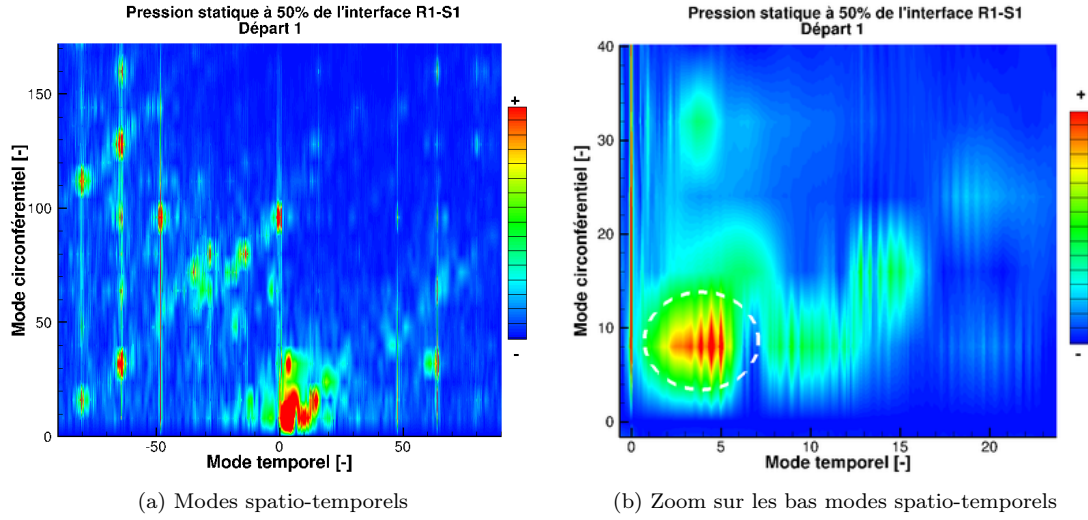 Pression statique à 50% de l'interface R1-S1
Départ 1
Mode circonférentiel [-]
150
100
50
0
-50
0
50
Mode temporel [-]
+
-
(a) Modes spatio-temporels
Pression statique à 50% de l'interface R1-S1
Départ 1
Mode circonférentiel [-]
40
30
20
10
0
0
5
10
15
20
Mode temporel [-]
+
-
(b) Zoom sur les bas modes spatio-temporels